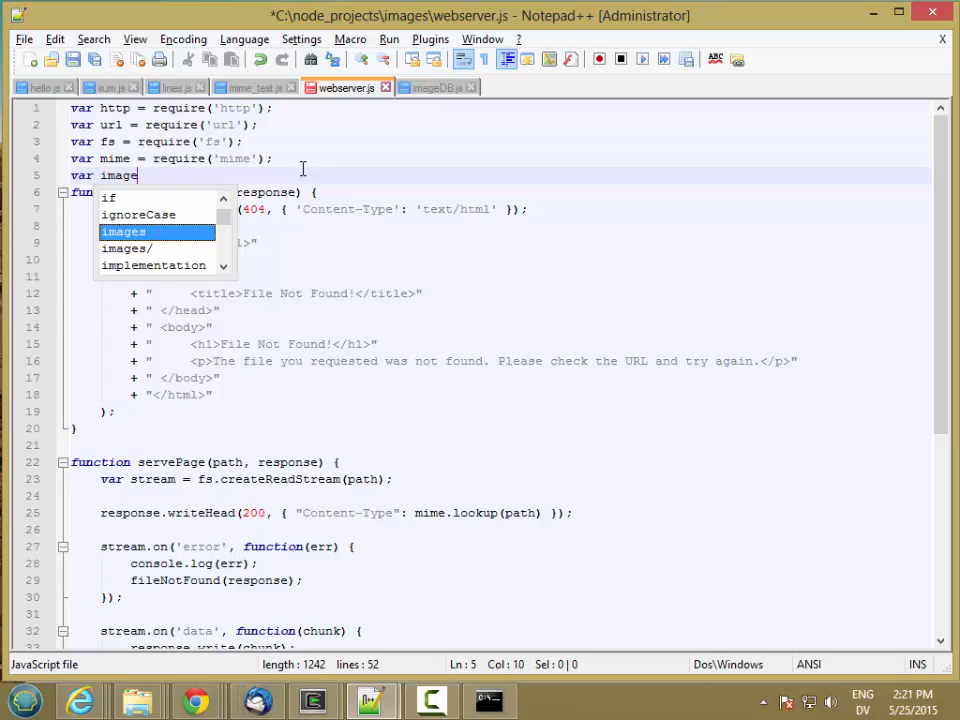 *C:\node_projects\images\webserver.js - Notepad++ [Administrator]
File Edit Search View Encoding Language Settings Macro Run Plugins Window ? X
hello.js sum.js lines.js mime_test.js webserver.js imageDB.js
1 var http = require('http');
2 var url = require('url');
3 var fs = require('fs');
4 var mime = require('mime');
5 var image
6 fun response) {
7 (404, { 'Content-Type': 'text/html' });
8
9 l>"
10
11
12 + " <title>File Not Found!</title>"
13 + " </head>"
14 + " <body>"
15 + " <h1>File Not Found!</h1>"
16 + " <p>The file you requested was not found. Please check the URL and try again.</p>"
17 + " </body>"
18 + "</html>"
19 );
20 }
21
22 function servePage(path, response) {
23 var stream = fs.createReadStream(path);
24
25 response.writeHead(200, { "Content-Type": mime.lookup(path) });
26
27 stream.on('error', function(err) {
28 console.log(err);
29 fileNotFound(response);
30 });
31
32 stream.on('data', function(chunk) {
33 response.write(chunk);
if
ignoreCase
images
images/
implementation
JavaScript file length : 1242 lines : 52 Ln : 5 Col : 10 Sel : 0 | 0 Dos\Windows ANSI INS
ENG 2:21 PM
DV 5/25/2015